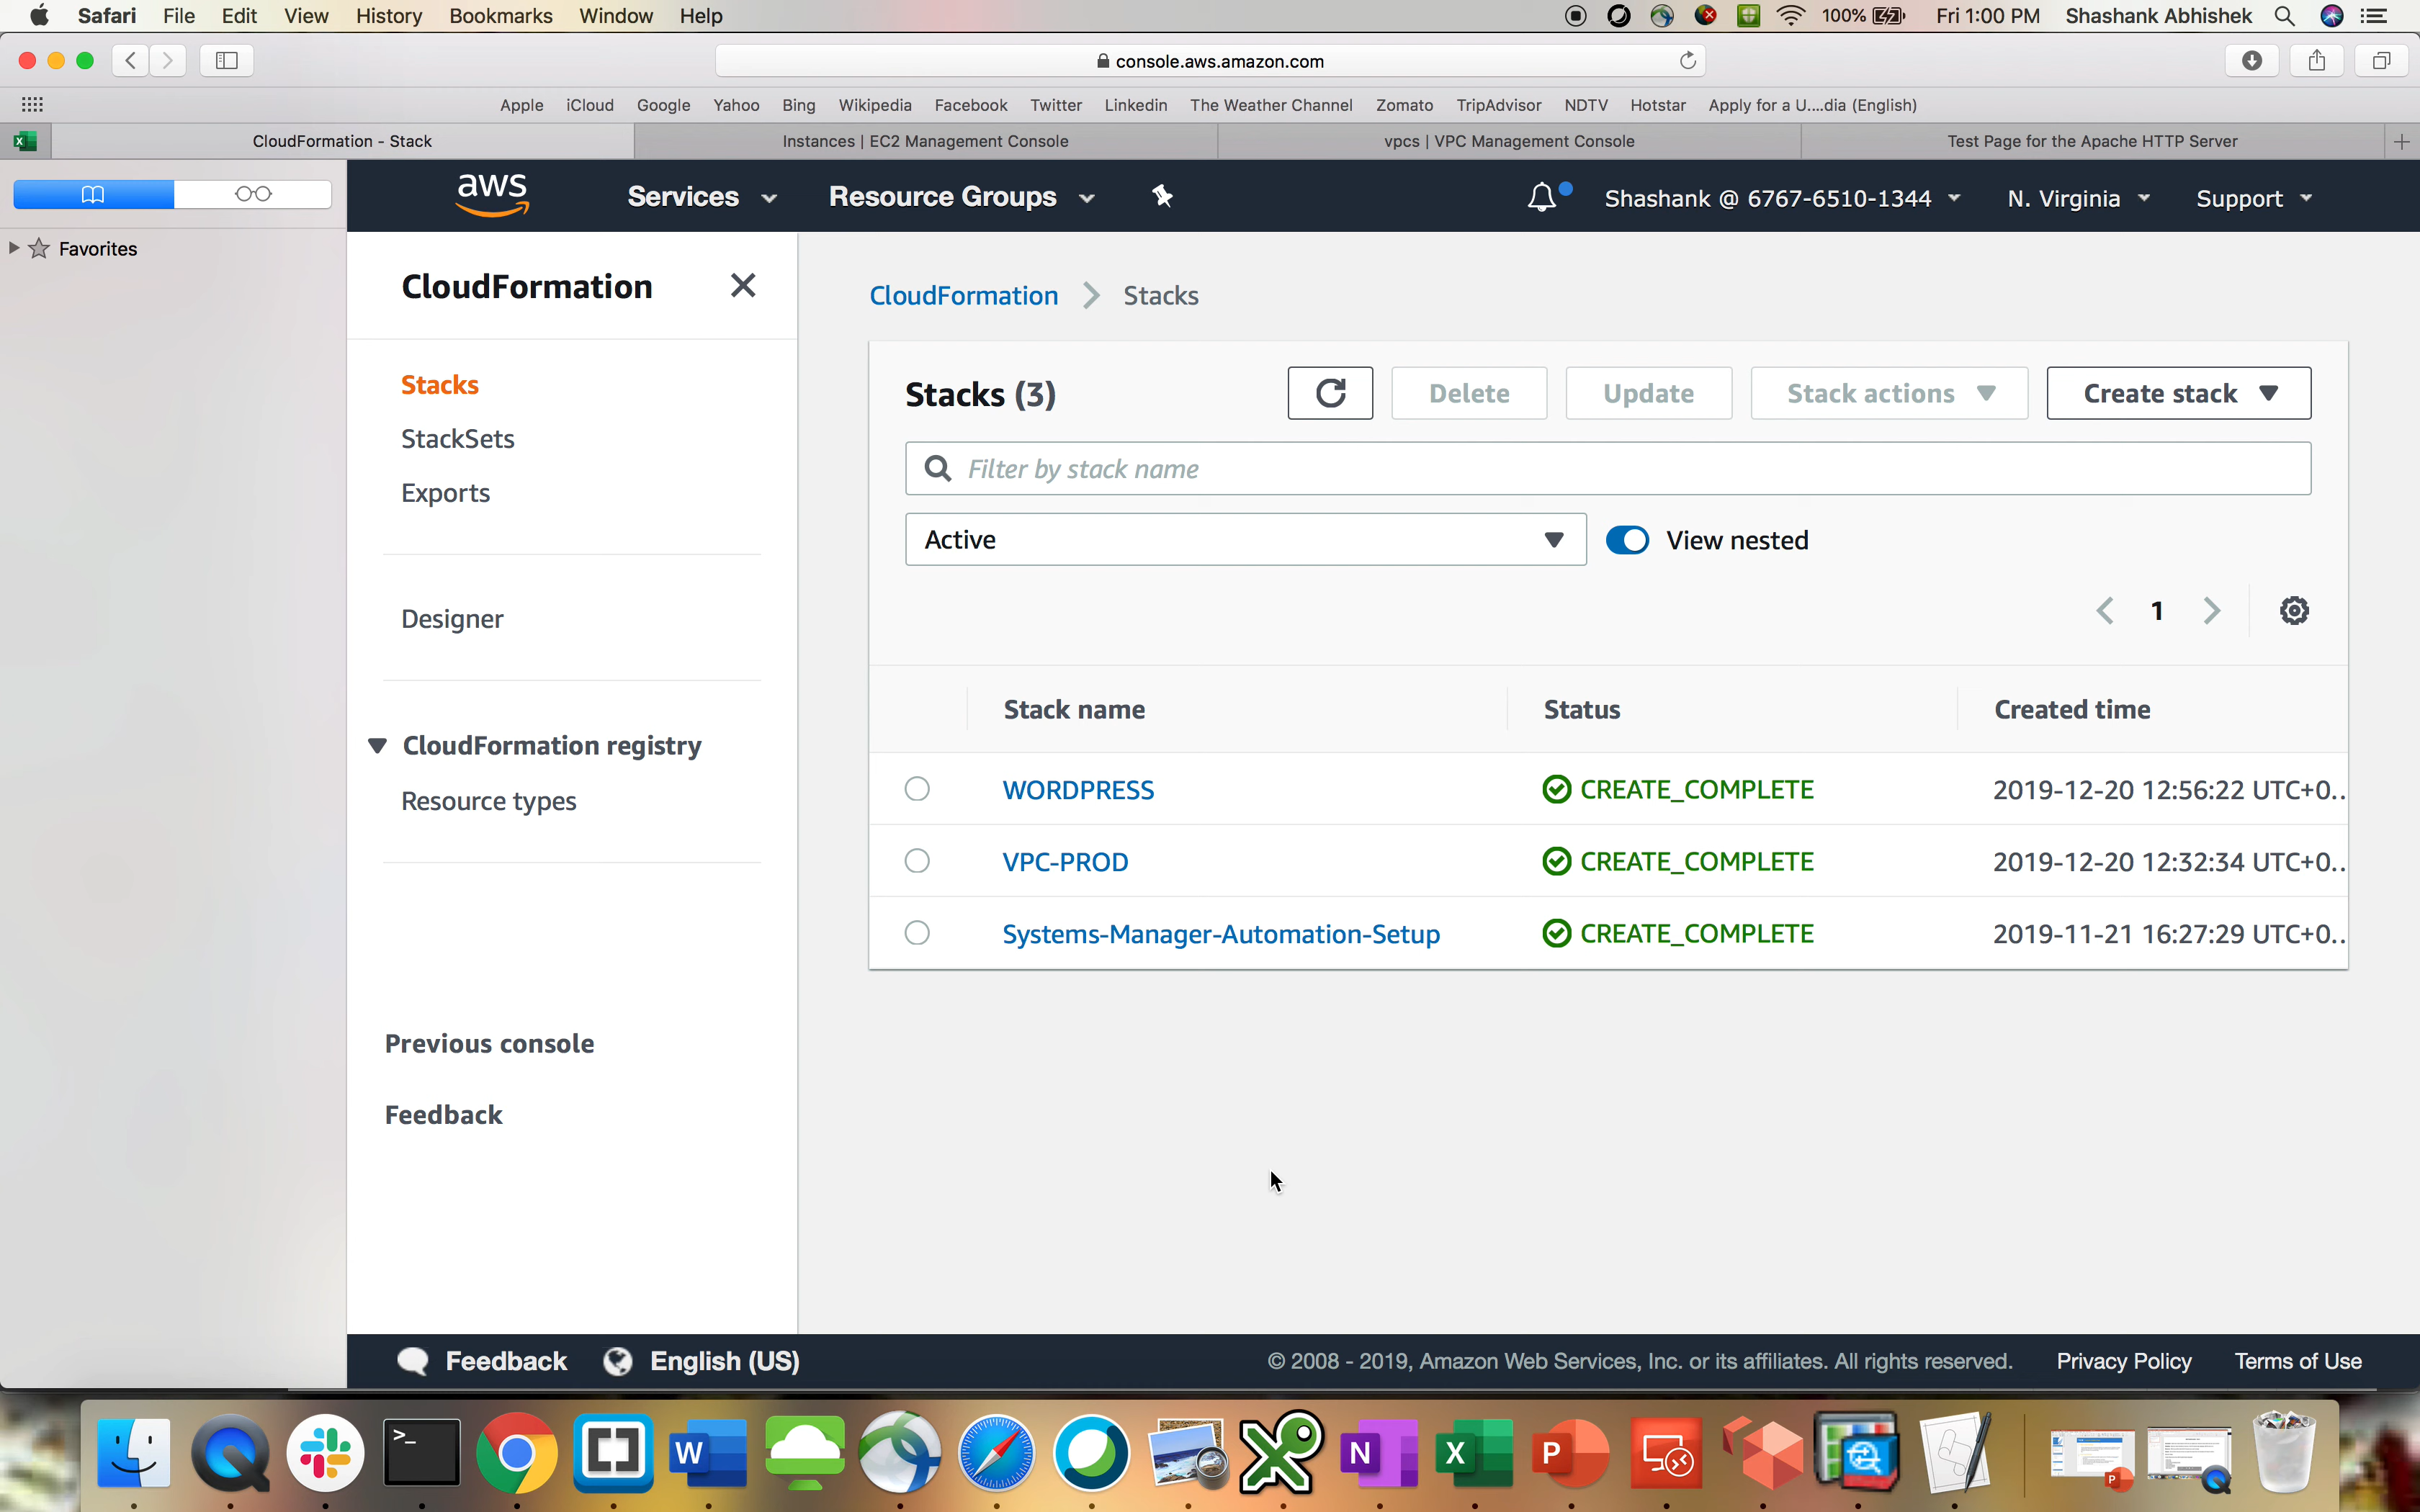 Safari File Edit View History Bookmarks Window Help 100% Fri 1:00 PM Shashank Abhishek
console.aws.amazon.com
Apple iCloud Google Yahoo Bing Wikipedia Facebook Twitter Linkedin The Weather Channel Zomato TripAdvisor NDTV Hotstar Apply for a U....dia (English)
CloudFormation - Stack Instances | EC2 Management Console vpcs | VPC Management Console Test Page for the Apache HTTP Server
aws Services Resource Groups Shashank @ 6767-6510-1344 N. Virginia Support
Favorites
CloudFormation
Stacks
StackSets
Exports
Designer
CloudFormation registry
Resource types
Previous console
Feedback
CloudFormation Stacks
Stacks (3) Delete Update Stack actions Create stack
Filter by stack name
Active View nested
1
Stack name Status Created time
WORDPRESS CREATE_COMPLETE 2019-12-20 12:56:22 UTC+0..
VPC-PROD CREATE_COMPLETE 2019-12-20 12:32:34 UTC+0..
Systems-Manager-Automation-Setup CREATE_COMPLETE 2019-11-21 16:27:29 UTC+0..
Feedback English (US) © 2008 - 2019, Amazon Web Services, Inc. or its affiliates. All rights reserved. Privacy Policy Terms of Use
W N X P